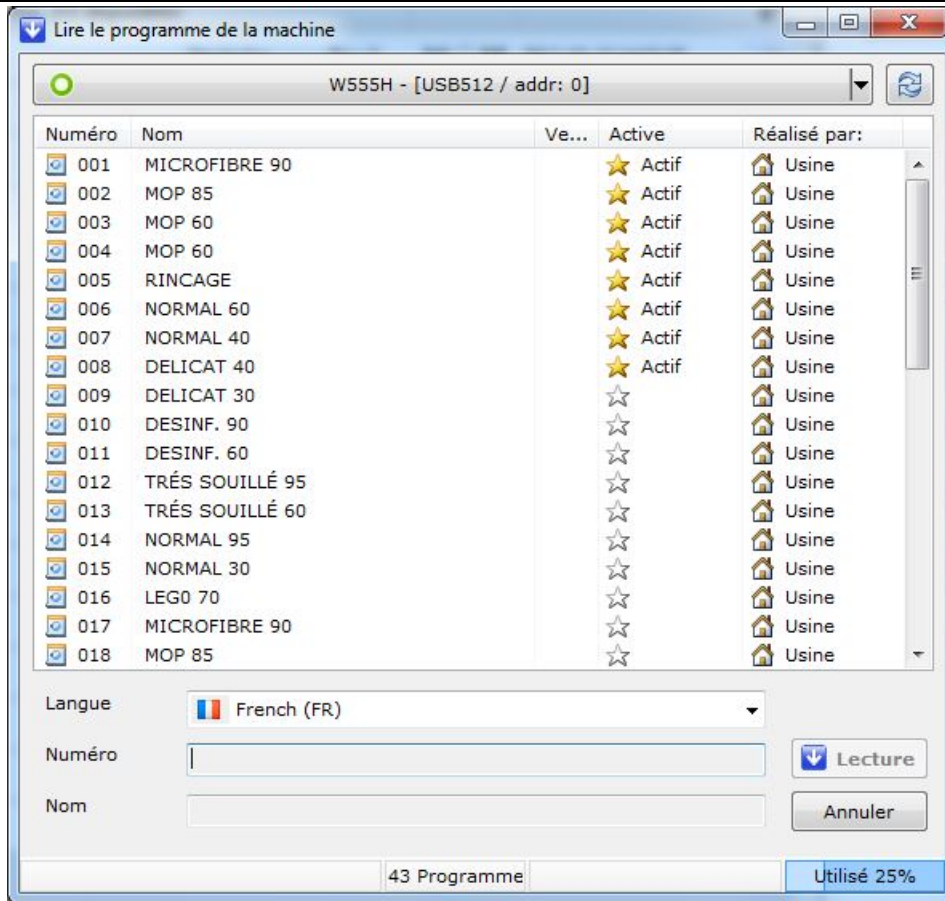 Lire le programme de la machine
W555H - [USB512 / addr: 0]
Numéro Nom Ve... Active Réalisé par:
001 MICROFIBRE 90 Actif Usine
002 MOP 85 Actif Usine
003 MOP 60 Actif Usine
004 MOP 60 Actif Usine
005 RINCAGE Actif Usine
006 NORMAL 60 Actif Usine
007 NORMAL 40 Actif Usine
008 DELICAT 40 Actif Usine
009 DELICAT 30 Usine
010 DESINF. 90 Usine
011 DESINF. 60 Usine
012 TRÉS SOUILLÉ 95 Usine
013 TRÉS SOUILLÉ 60 Usine
014 NORMAL 95 Usine
015 NORMAL 30 Usine
016 LEG0 70 Usine
017 MICROFIBRE 90 Usine
018 MOP 85 Usine
Langue French (FR)
Numéro Lecture
Nom Annuler
43 Programme Utilisé 25%